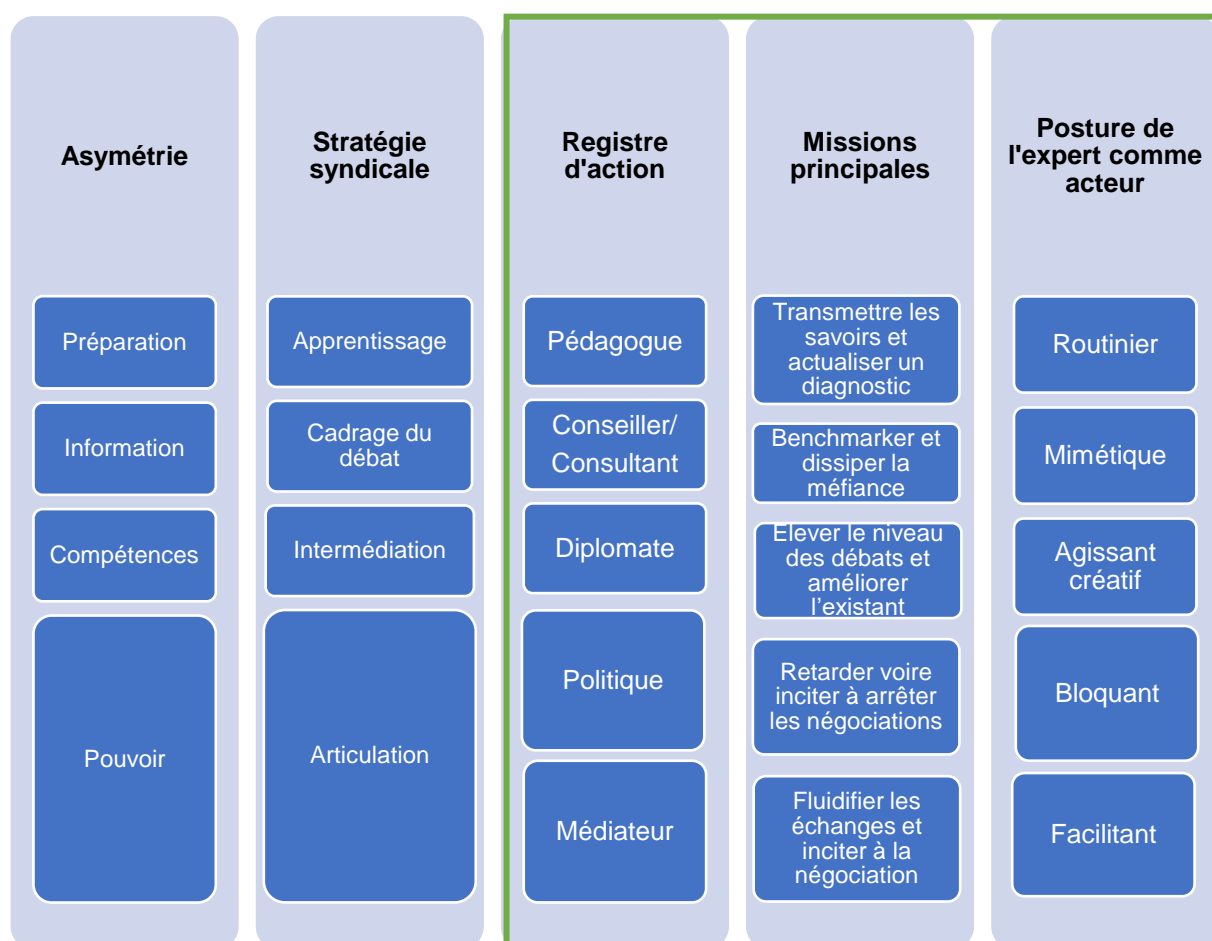 Asymétrie
Stratégie
syndicale
Registre
d'action
Missions
principales
Posture de
l'expert comme
acteur
Préparation
Apprentissage
Pédagogue
Transmettre les
savoirs et
actualiser un
diagnostic
Routinier
Information
Cadrage du
débat
Conseiller/
Consultant
Benchmarker et
dissiper la
méfiance
Mimétique
Compétences
Intermédiation
Diplomate
Elever le niveau
des débats et
améliorer
l’existant
Agissant
créatif
Pouvoir
Articulation
Politique
Retarder voire
inciter à arrêter
les négociations
Bloquant
Médiateur
Fluidifier les
échanges et
inciter à la
négociation
Facilitant